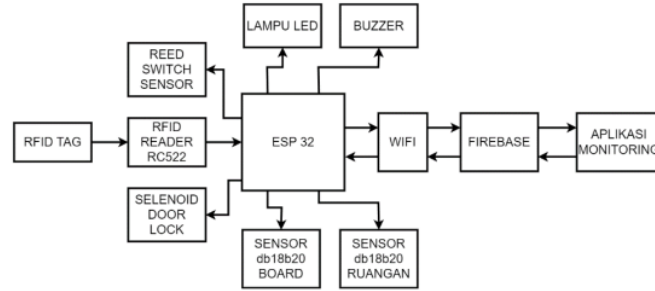 LAMPU LED
BUZZER
REED
SWITCH
SENSOR
RFID TAG
RFID
READER
RC522
ESP 32
WIFI
FIREBASE
APLIKASI
MONITORING
SELENOID
DOOR
LOCK
SENSOR
db18b20
BOARD
SENSOR
db18b20
RUANGAN